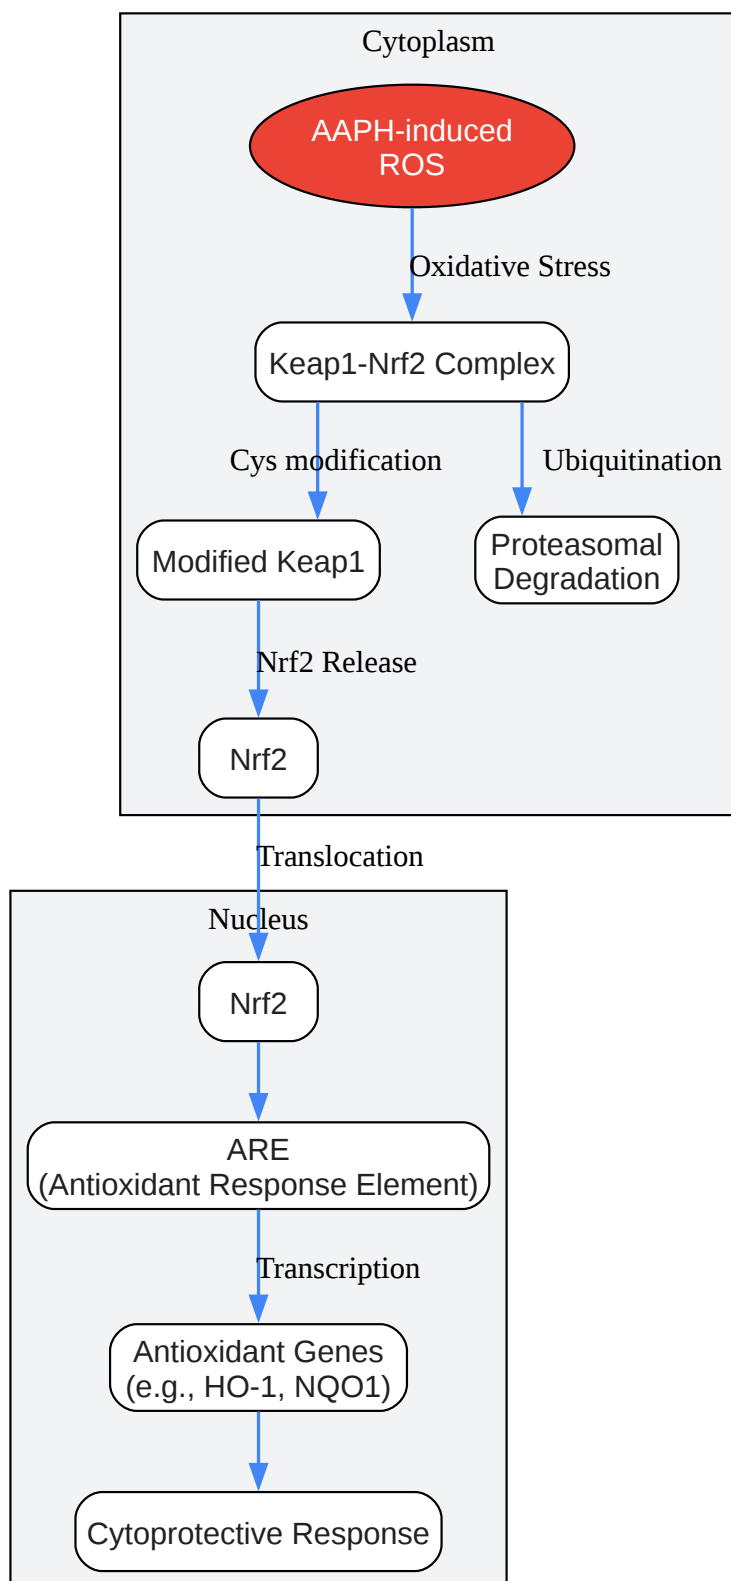 Cytoplasm
AAPH-induced
ROS
Oxidative Stress
Keap1-Nrf2 Complex
Cys modification
Ubiquitination
Modified Keap1
Proteasomal
Degradation
Nrf2 Release
Nrf2
Translocation
Nucleus
Nrf2
ARE
(Antioxidant Response Element)
Transcription
Antioxidant Genes
(e.g., HO-1, NQO1)
Cytoprotective Response